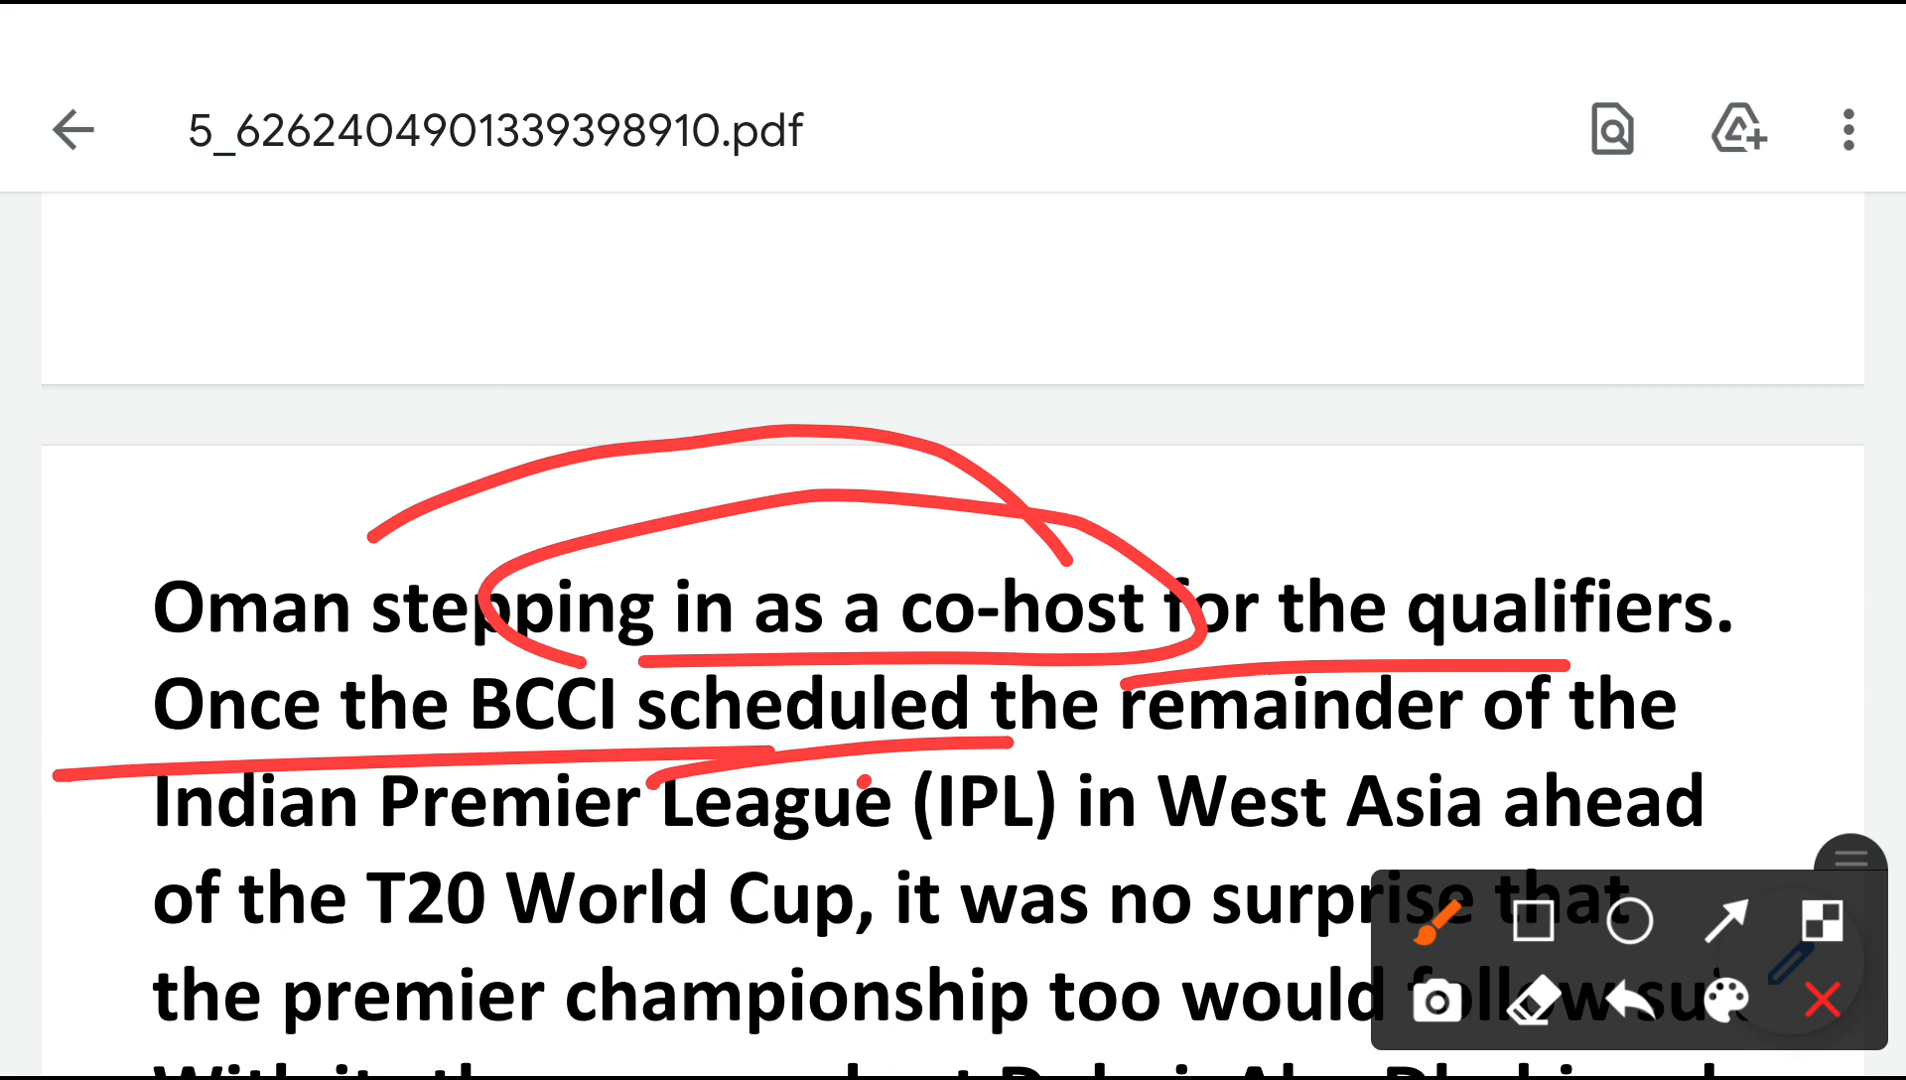 5_6262404901339398910.pdf
Oman stepping in as a co-host for the qualifiers.
Once the BCCI scheduled the remainder of the
Indian Premier League (IPL) in West Asia ahead
of the T20 World Cup, it was no surprise that
the premier championship too would follow suit